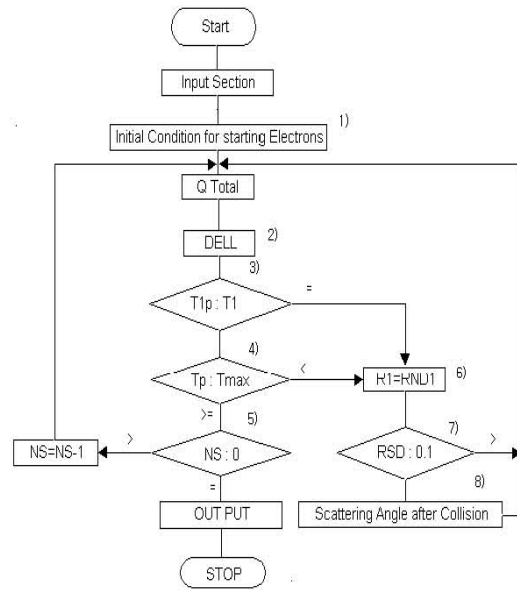 Start
Input Section
Initial Condition for starting Electrons
1)
Q Total
DELL
2)
3)
T1p : T1
=
4)
Tp : Tmax
<
R1=RND1
6)
>=
5)
7)
NS=NS-1
>
NS : 0
RSD : 0.1
>
=
8)
OUT PUT
Scattering Angle after Collision
STOP